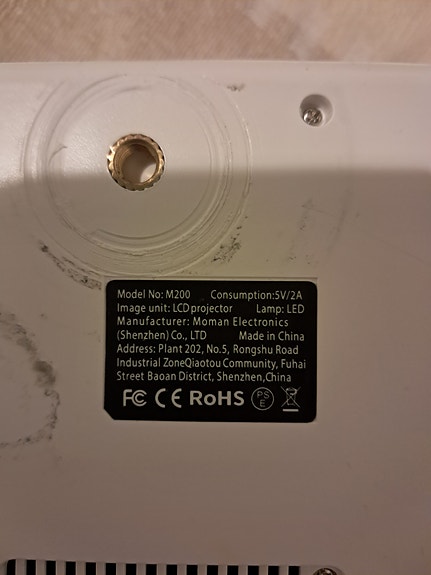 Model No: M200 Consumption:5V/2A
Image unit: LCD projector Lamp: LED
Manufacturer: Moman Electronics
(Shenzhen) Co., LTD Made in China
Address: Plant 202, No.5, Rongshu Road
Industrial ZoneQiaotou Community, Fuhai
Street Baoan District, Shenzhen,China
FC CE RoHS PS E